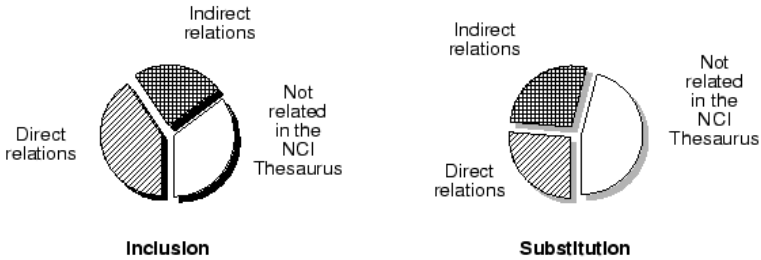 Indirect
relations
Not
related
in the
NCI
Thesaurus
Direct
relations
Inclusion
Indirect
relations
Not
related
in the
NCI
Thesaurus
Direct
relations
Substitution